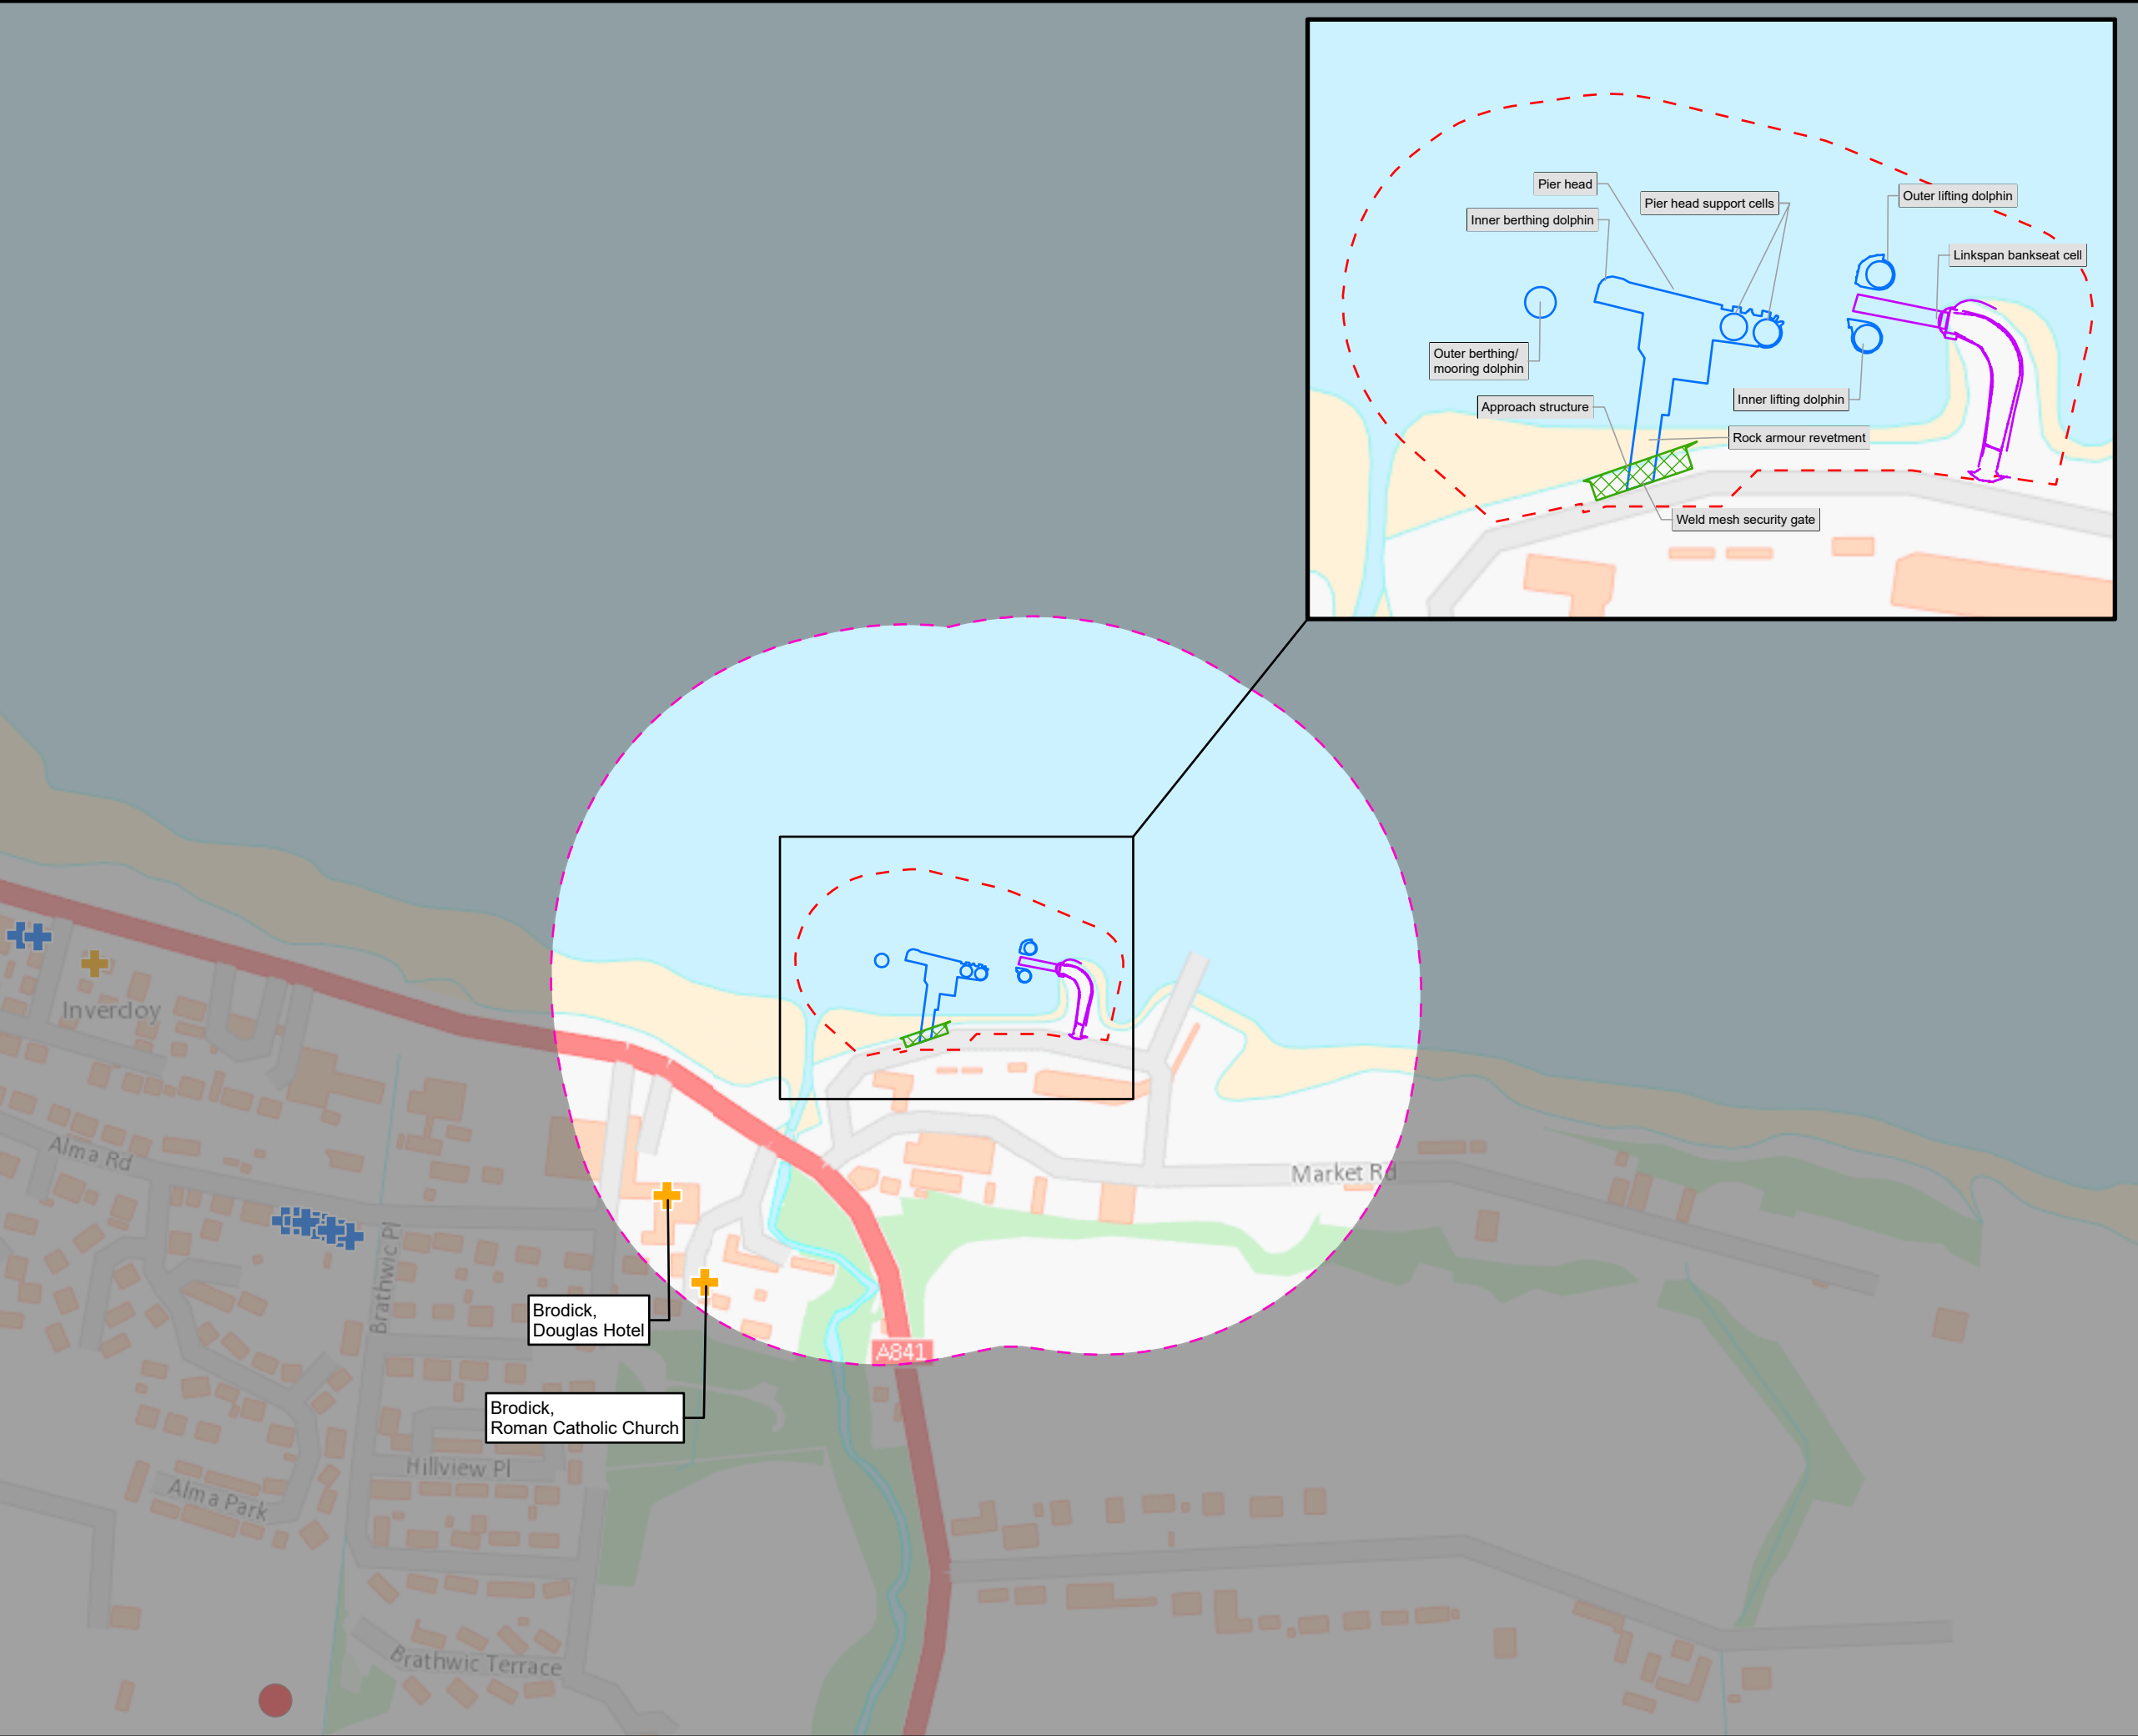 Pier head
Pier head support cells
Outer lifting dolphin
Inner berthing dolphin
Linkspan bankseat cell
Outer berthing/
mooring dolphin
Inner lifting dolphin
Approach structure
Rock armour revetment
Weld mesh security gate
Invercloy
Alma Rd
Market Rd
Brathwic Pl
Brodick,
Douglas Hotel
A841
Brodick,
Roman Catholic Church
Hillview Pl
Alma Park
Brathwic Terrace